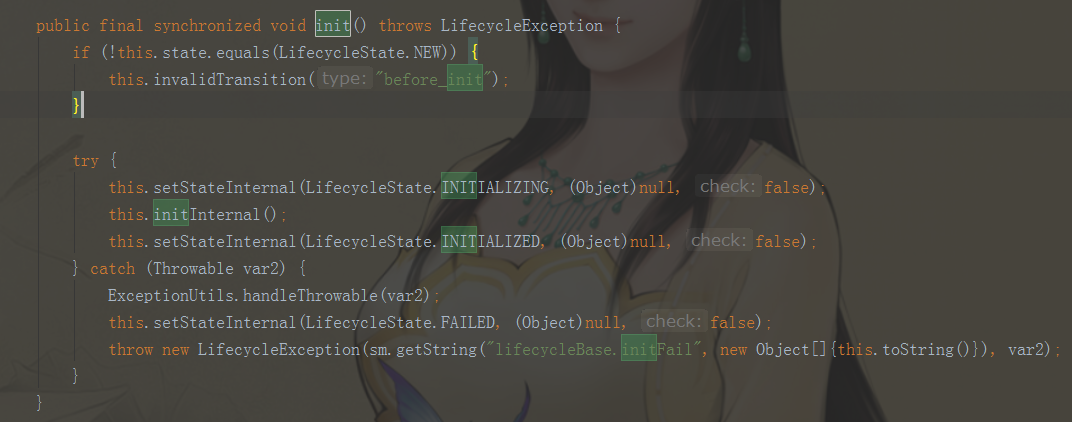 public final synchronized void init() throws LifecycleException {
if (!this.state.equals(LifecycleState.NEW)) {
this.invalidTransition( type: "before_init");
}
try {
this.setStateInternal(LifecycleState.INITIALIZING, (Object)null, check: false);
this.initInternal();
this.setStateInternal(LifecycleState.INITIALIZED, (Object)null, check: false);
} catch (Throwable var2) {
ExceptionUtils.handleThrowable(var2);
this.setStateInternal(LifecycleState.FAILED, (Object)null, check: false);
throw new LifecycleException(sm.getString("lifecycleBase.initFail", new Object[]{this.toString()}), var2);
}
}